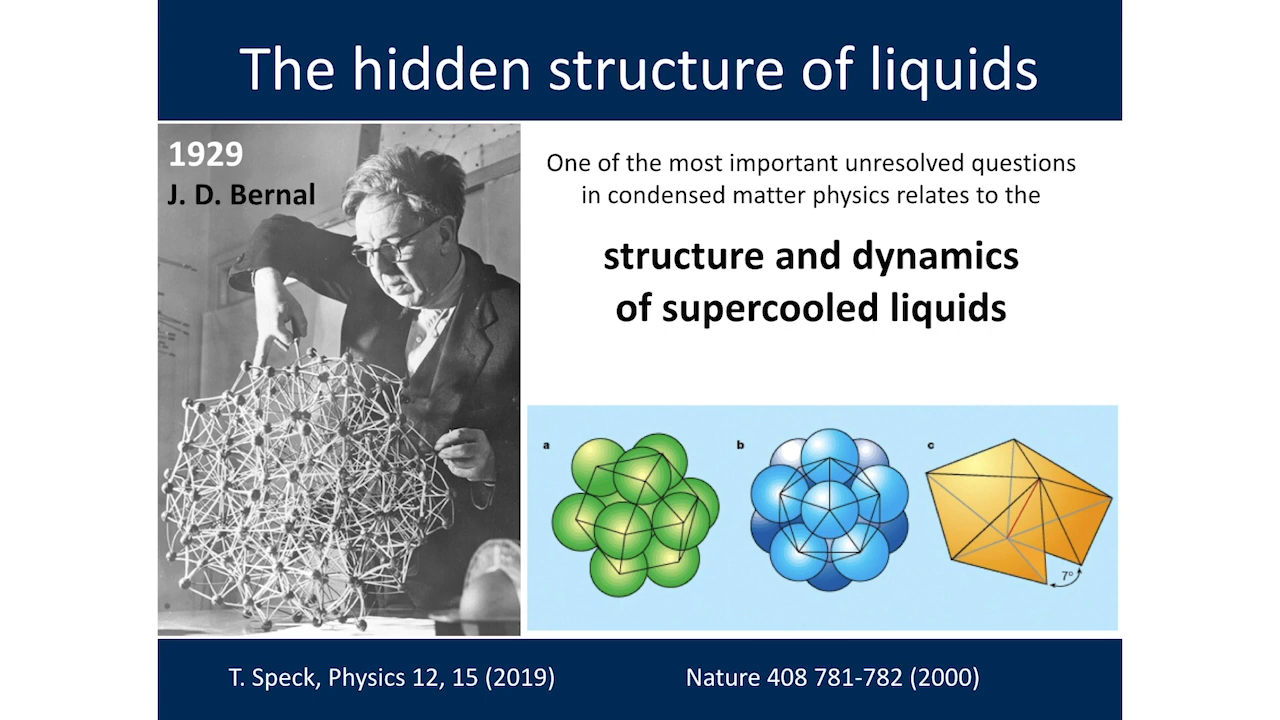 The hidden structure of liquids
1929
J. D. Bernal
One of the most important unresolved questions
in condensed matter physics relates to the
structure and dynamics
of supercooled liquids
a
b
c
7°
T. Speck, Physics 12, 15 (2019)
Nature 408 781-782 (2000)